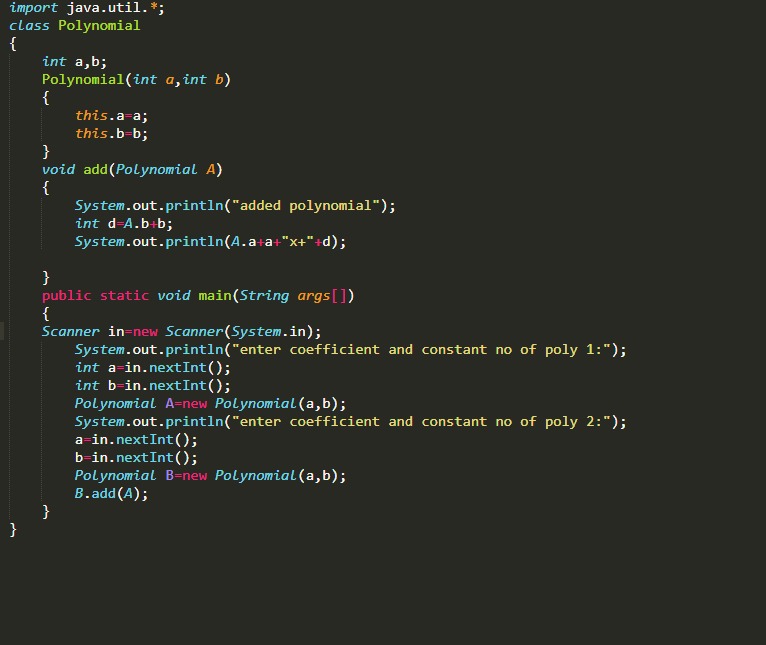 import java.util.*;
class Polynomial
{
    int a,b;
    Polynomial(int a,int b)
    {
        this.a=a;
        this.b=b;
    }
    void add(Polynomial A)
    {
        System.out.println("added polynomial");
        int d=A.b+b;
        System.out.println(A.a+a+"x+"+d);

    }
    public static void main(String args[])
    {
    Scanner in=new Scanner(System.in);
        System.out.println("enter coefficient and constant no of poly 1:");
        int a=in.nextInt();
        int b=in.nextInt();
        Polynomial A=new Polynomial(a,b);
        System.out.println("enter coefficient and constant no of poly 2:");
        a=in.nextInt();
        b=in.nextInt();
        Polynomial B=new Polynomial(a,b);
        B.add(A);
    }
}